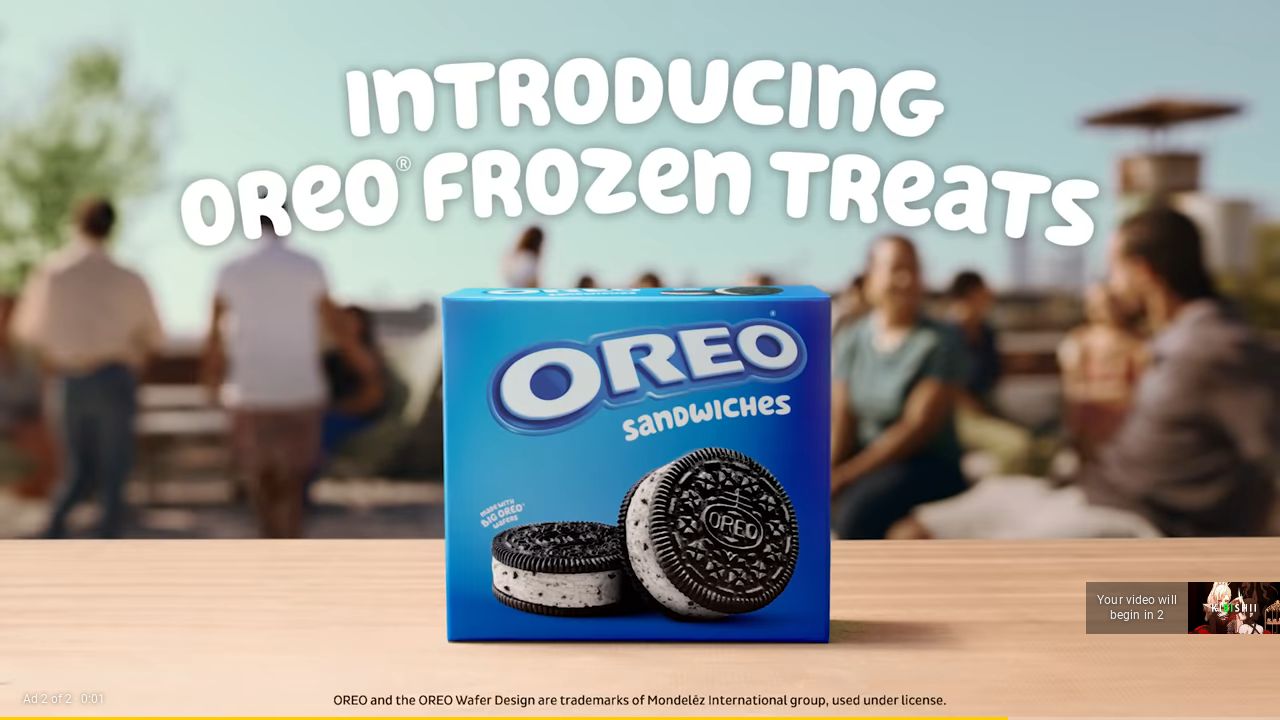 INTRODUCING
OREO® FROZEN TREATS
OREO
SANDWICHES
MADE WITH
BIG OREO
WAFERS
OREO
Your video will
begin in 2
Ad 2 of 2 · 0:01
OREO and the OREO Wafer Design are trademarks of Mondelēz International group, used under license.